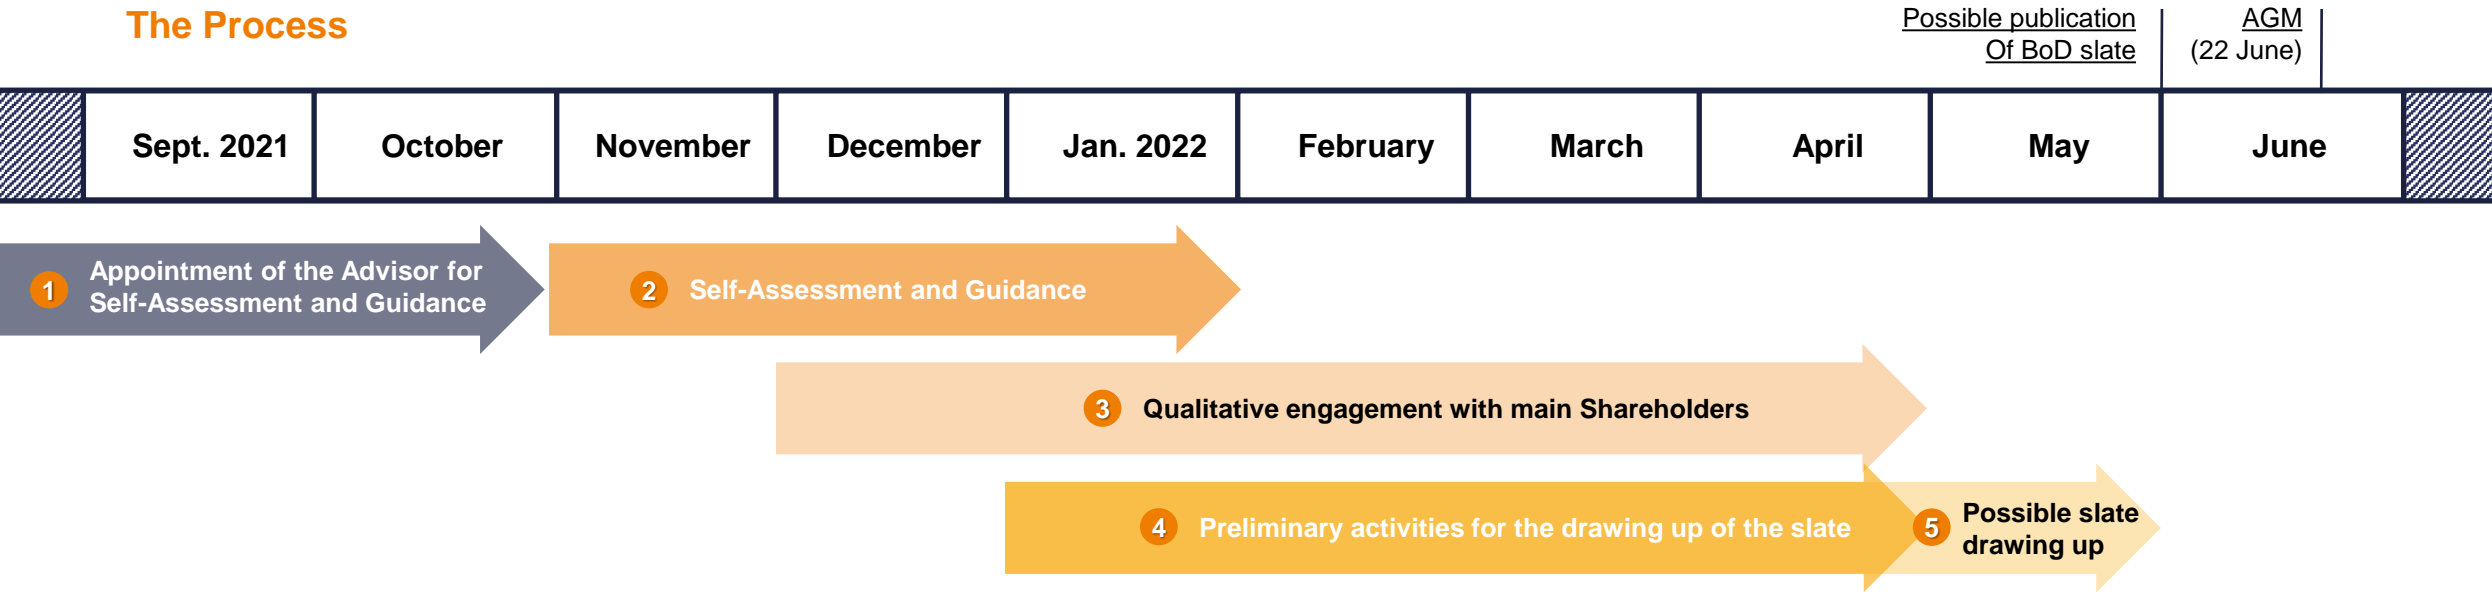 The Process
Possible publication
Of BoD slate
AGM
(22 June)
Sept. 2021
October
November
December
Jan. 2022
February
March
April
May
June
1
Appointment of the Advisor for
Self-Assessment and Guidance
2
Self-Assessment and Guidance
3
Qualitative engagement with main Shareholders
4
Preliminary activities for the drawing up of the slate
5
Possible slate
drawing up